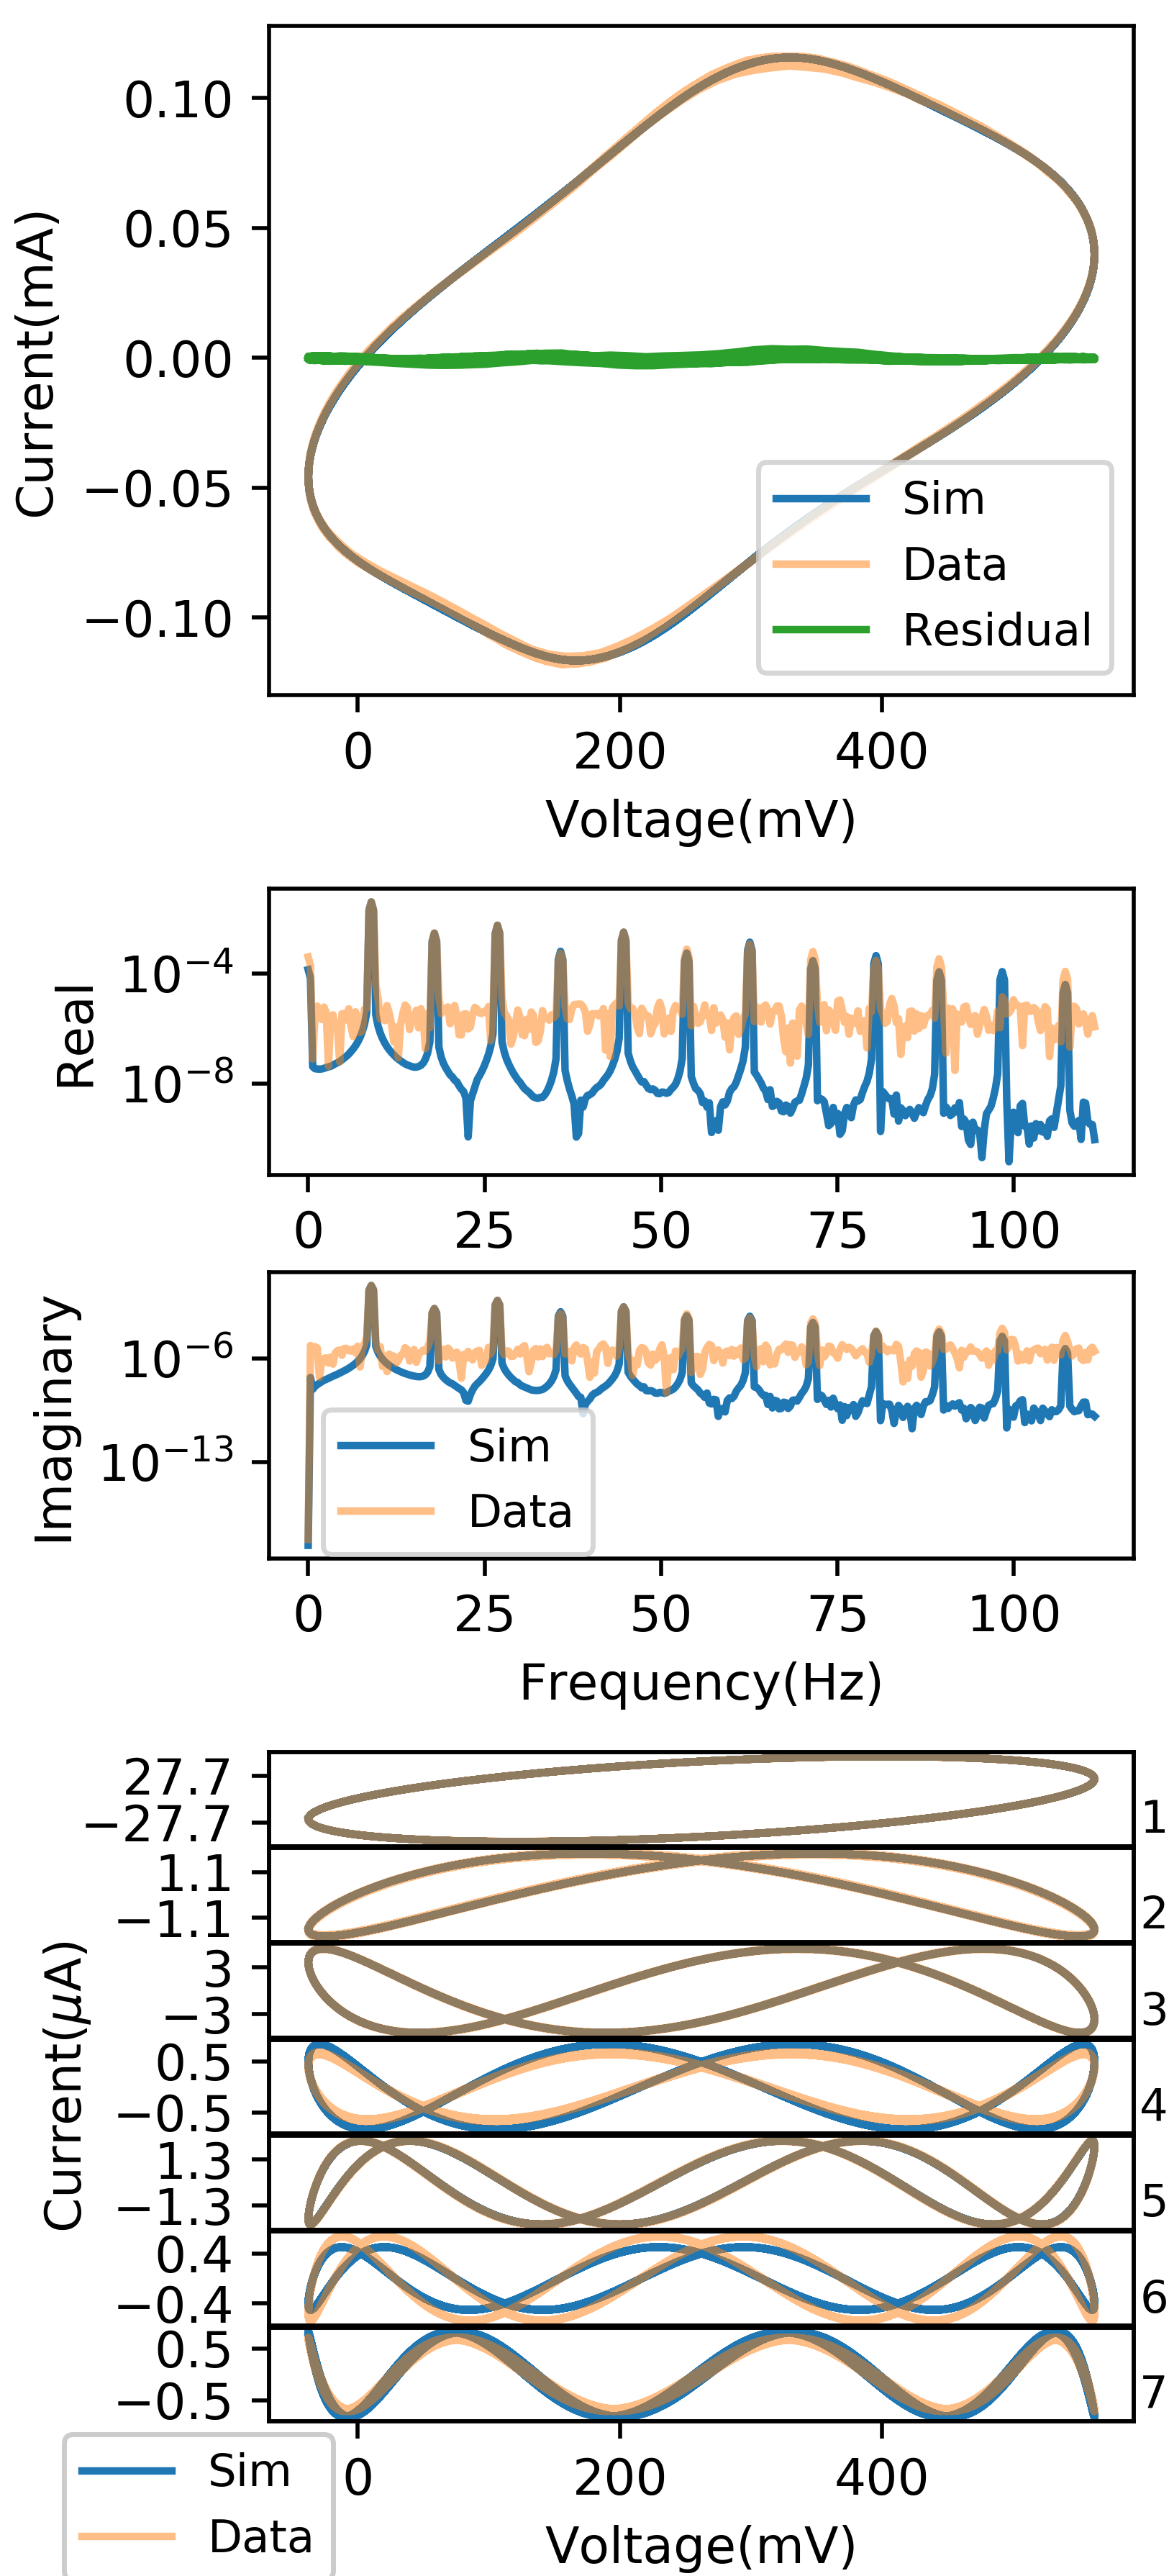 0.10
0.05
0.00
−0.05
−0.10
Current(mA)
Sim
Data
Residual
0 200 400
Voltage(mV)
Real
10⁻⁴
10⁻⁸
0 25 50 75 100
Imaginary
10⁻⁶
10⁻¹³
Sim
Data
0 25 50 75 100
Frequency(Hz)
Current(μA)
27.7
−27.7 1
1.1
−1.1 2
3
−3 3
0.5
−0.5 4
1.3
−1.3 5
0.4
−0.4 6
0.5
−0.5 7
0 200 400
Voltage(mV)
Sim
Data